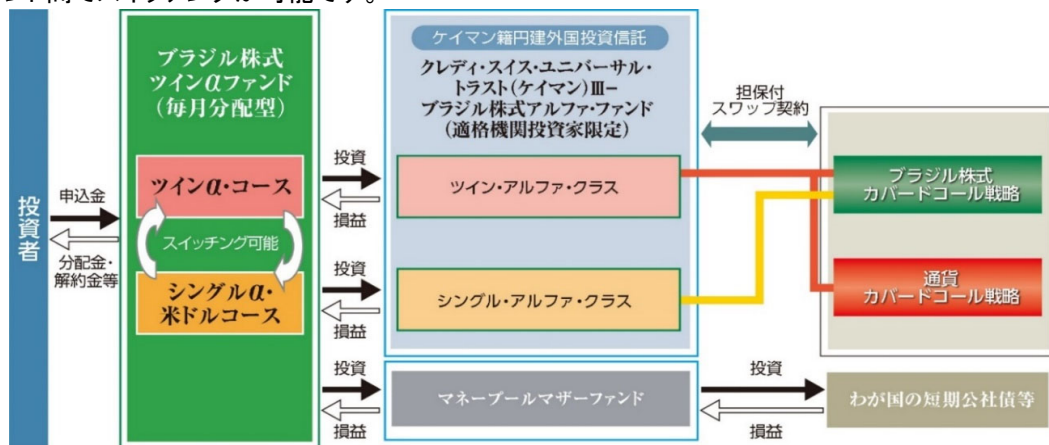 投資者
申込金
分配金・
解約金等
ブラジル株式
ツインαファンド
(毎月分配型)
ツインα・コース
スイッチング可能
シングルα・
米ドルコース
投資
損益
投資
損益
投資
損益
ケイマン籍円建外国投資信託
クレディ・スイス・ユニバーサル・
トラスト(ケイマン)Ⅲ-
ブラジル株式アルファ・ファンド
(適格機関投資家限定)
ツイン・アルファ・クラス
シングル・アルファ・クラス
マネープールマザーファンド
担保付
スワップ契約
ブラジル株式
カバードコール戦略
通貨
カバードコール戦略
投資
損益
わが国の短期公社債等